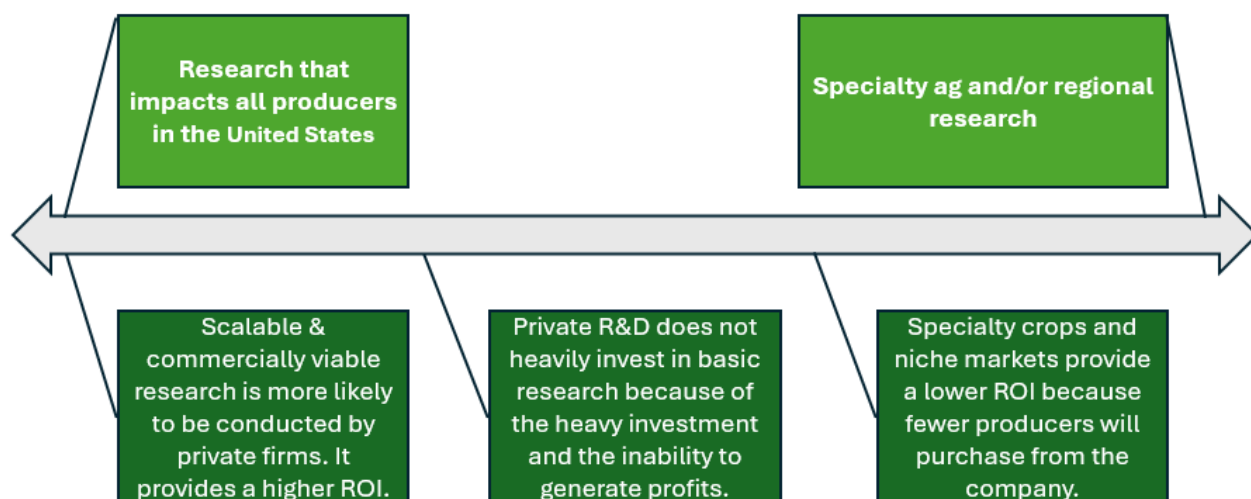 Research that
impacts all producers
in the United States
Specialty ag and/or regional
research
Scalable &
commercially viable
research is more likely
to be conducted by
private firms. It
provides a higher ROI.
Private R&D does not
heavily invest in basic
research because of
the heavy investment
and the inability to
generate profits.
Specialty crops and
niche markets provide
a lower ROI because
fewer producers will
purchase from the
company.